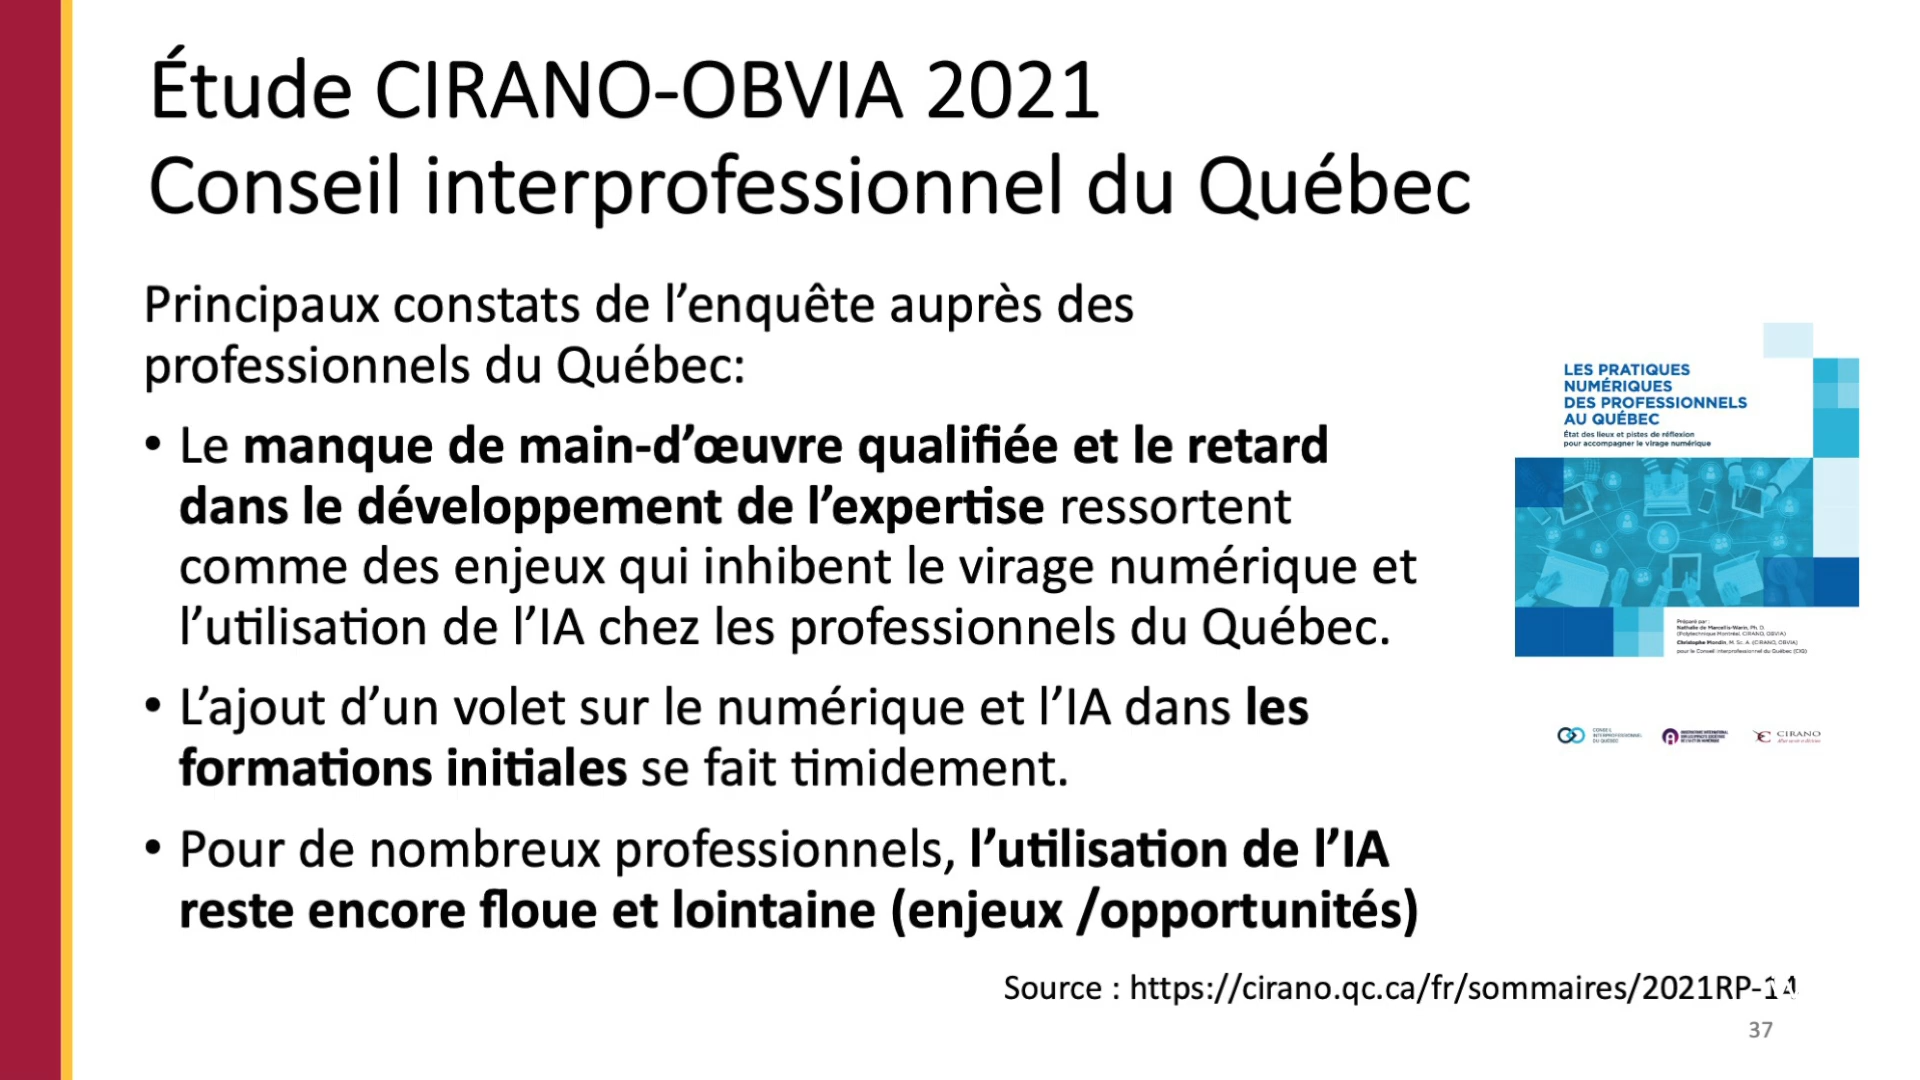 Étude CIRANO-OBVIA 2021
Conseil interprofessionnel du Québec
Principaux constats de l’enquête auprès des
professionnels du Québec:
• Le manque de main-d’œuvre qualifiée et le retard
dans le développement de l’expertise ressortent
comme des enjeux qui inhibent le virage numérique et
l’utilisation de l’IA chez les professionnels du Québec.
• L’ajout d’un volet sur le numérique et l’IA dans les
formations initiales se fait timidement.
• Pour de nombreux professionnels, l’utilisation de l’IA
reste encore floue et lointaine (enjeux /opportunités)
LES PRATIQUES
NUMÉRIQUES
DES PROFESSIONNELS
AU QUÉBEC
État des lieux et pistes de réflexion
pour accompagner le virage numérique
Préparé par :
Nathalie de Marcellis-Warin, Ph. D.
(Polytechnique Montréal, CIRANO, OBVIA)
Christophe Mondin, M. Sc. A. (CIRANO, OBVIA)
pour le Conseil interprofessionnel du Québec (CIQ)
CONSEIL
INTERPROFESSIONNEL
DU QUÉBEC
CIRANO
Source : https://cirano.qc.ca/fr/sommaires/2021RP-14
37